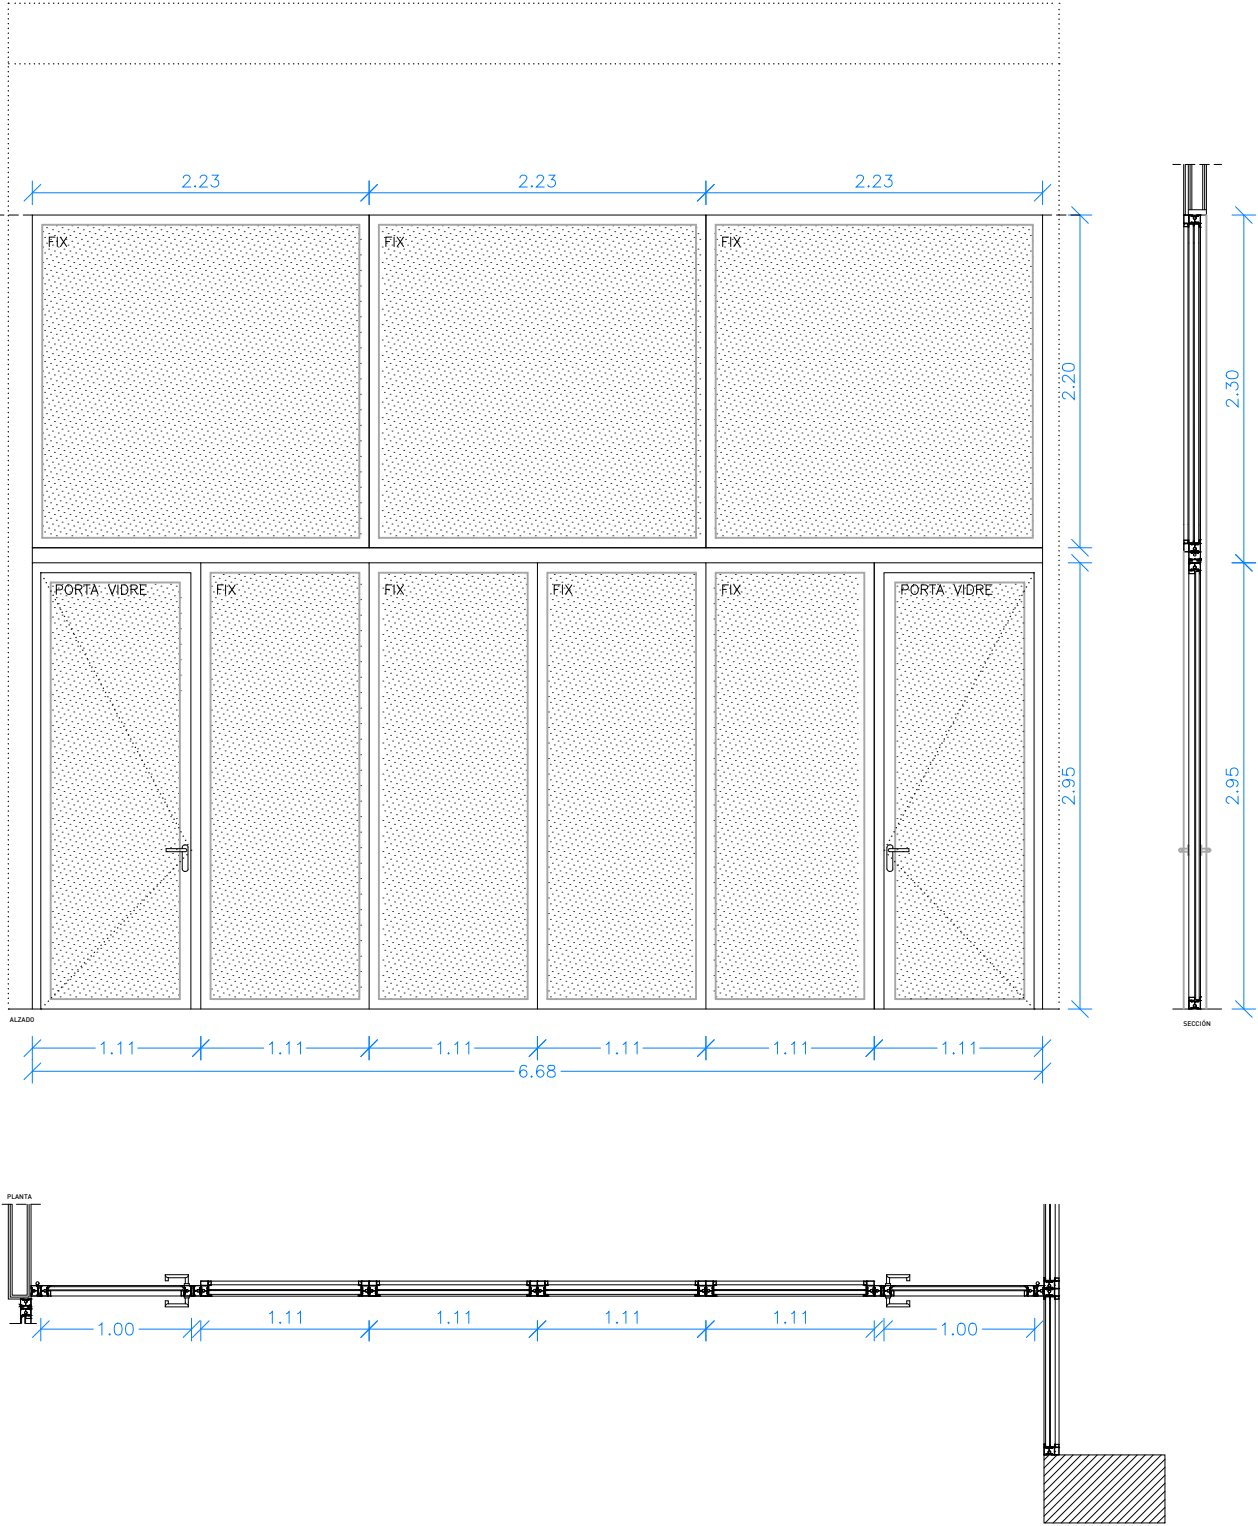 2.23 2.23 2.23
FIX FIX FIX
2.20 2.30
PORTA VIDRE FIX FIX FIX FIX PORTA VIDRE
2.95 2.95
ALZADO
SECCIÓN
1.11 1.11 1.11 1.11 1.11 1.11
6.68
PLANTA
1.00 1.11 1.11 1.11 1.11 1.00